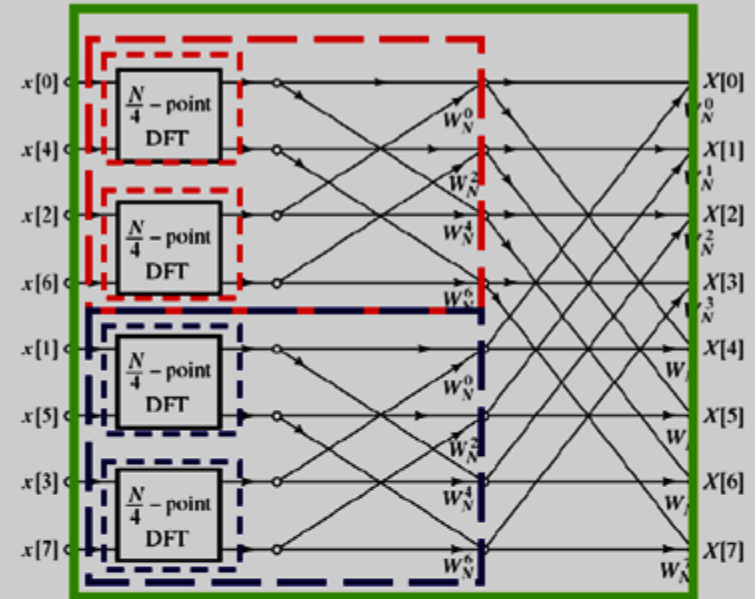 x[0] N/4 – point DFT W_N^0 X[0]
W_N^0
x[4] W_N^2 X[1]
W_N^1
x[2] N/4 – point DFT W_N^4 X[2]
W_N^2
x[6] W_N^6 X[3]
W_N^3
x[1] N/4 – point DFT W_N^0 X[4]
x[5] W_N^2 X[5]
x[3] N/4 – point DFT W_N^4 X[6]
x[7] W_N^6 X[7]